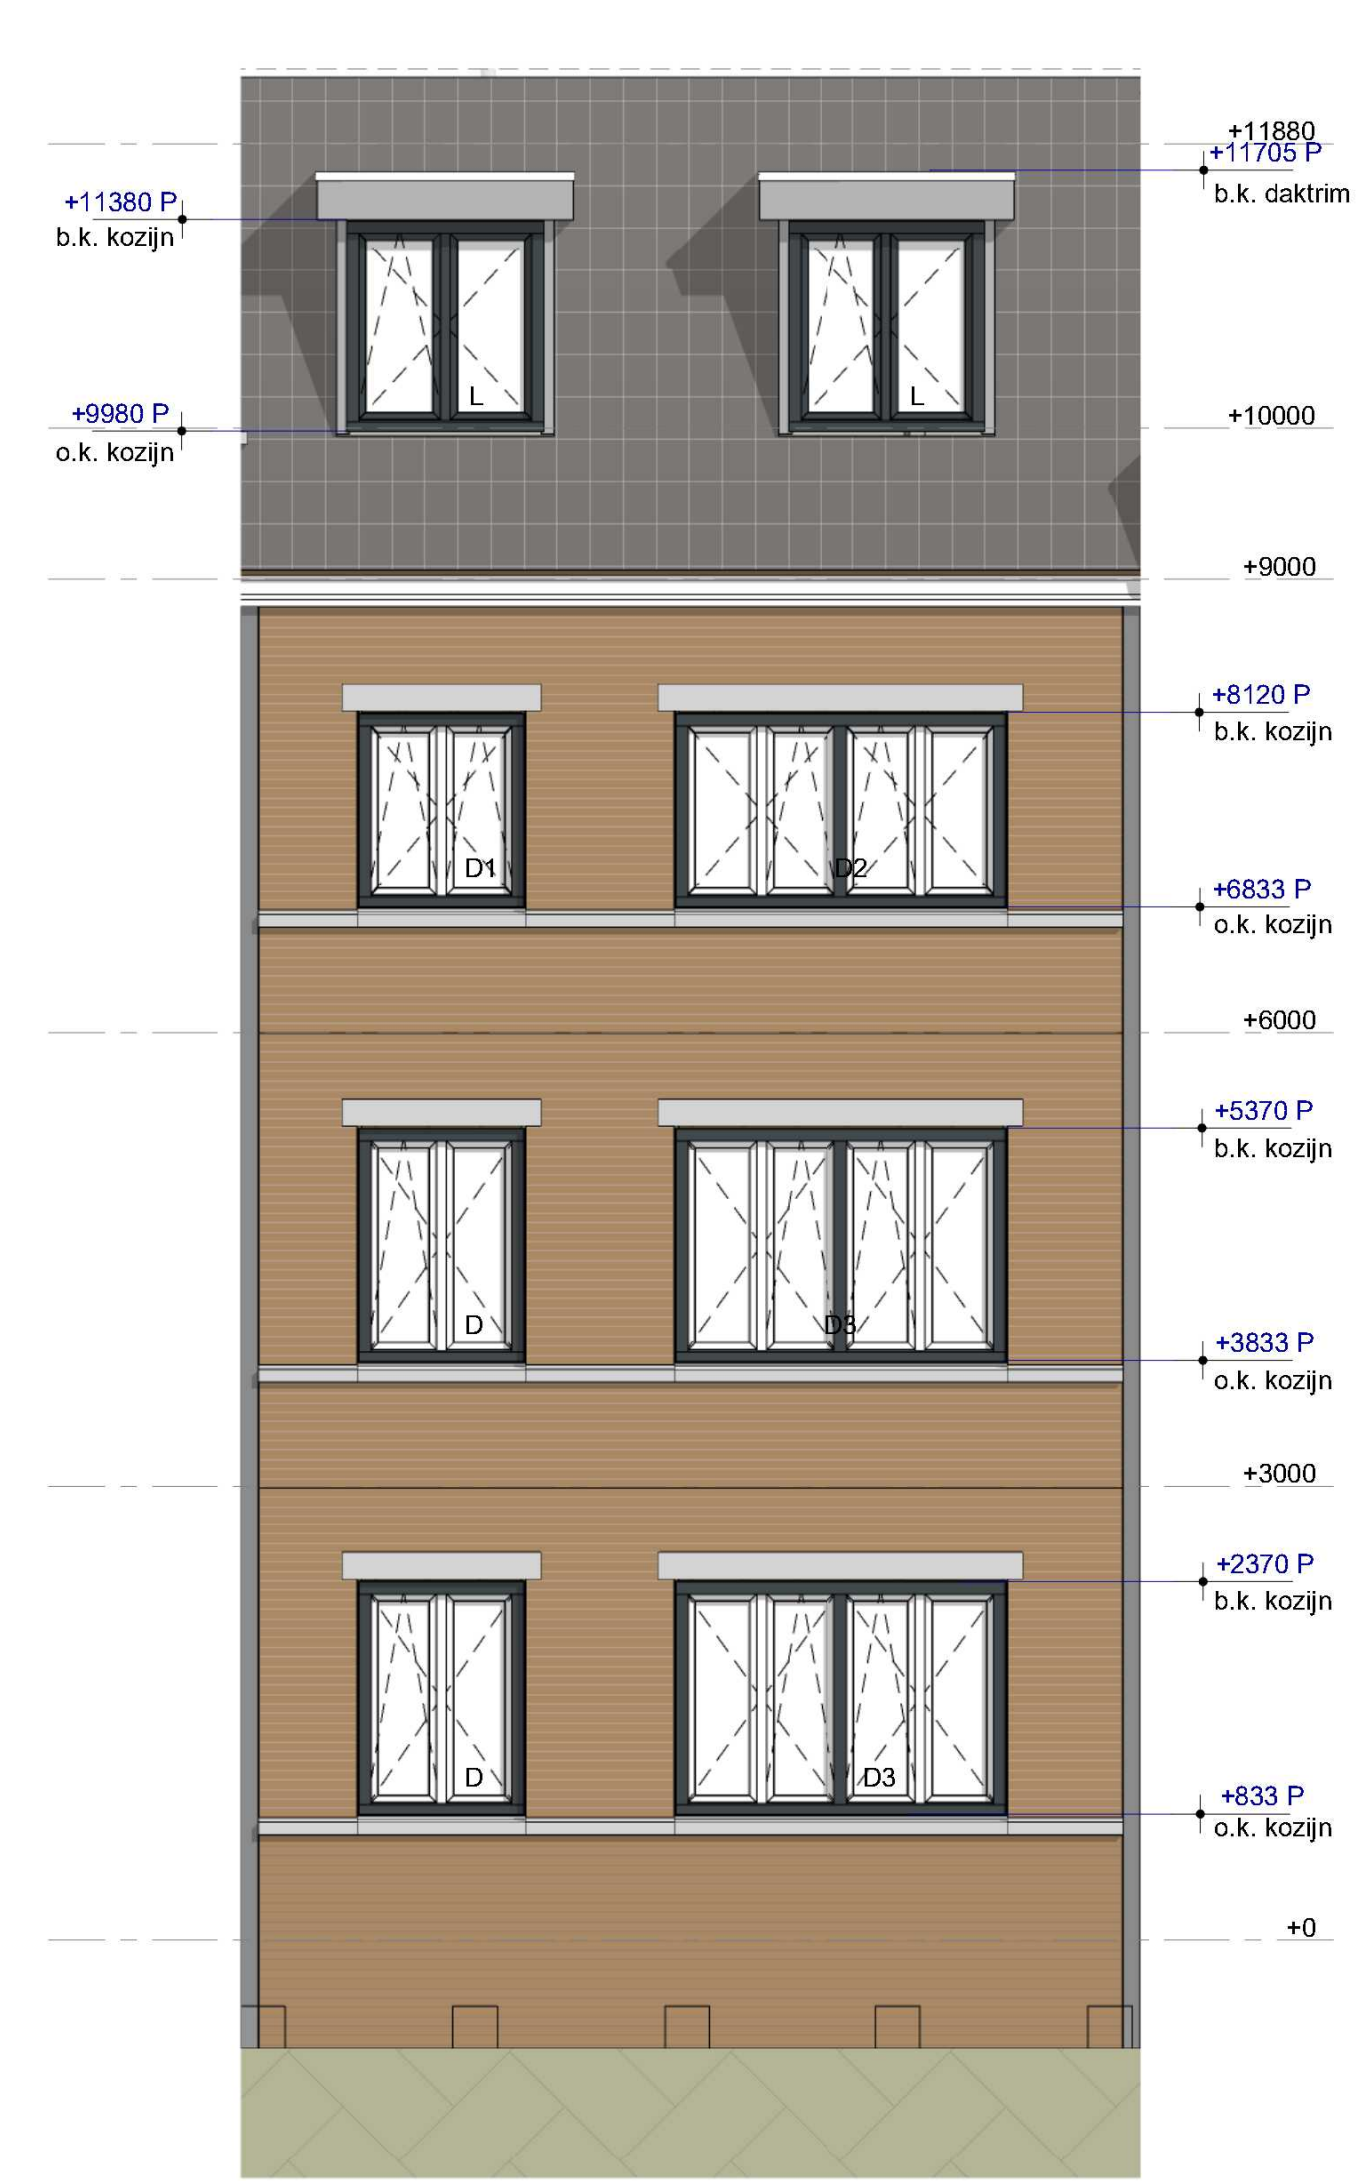 +11880
+11705 P
b.k. daktrim
+11380 P
b.k. kozijn
L
L
+9980 P
o.k. kozijn
+10000
+9000
+8120 P
b.k. kozijn
D1
D2
+6833 P
o.k. kozijn
+6000
+5370 P
b.k. kozijn
D
D3
+3833 P
o.k. kozijn
+3000
+2370 P
b.k. kozijn
D
D3
+833 P
o.k. kozijn
+0